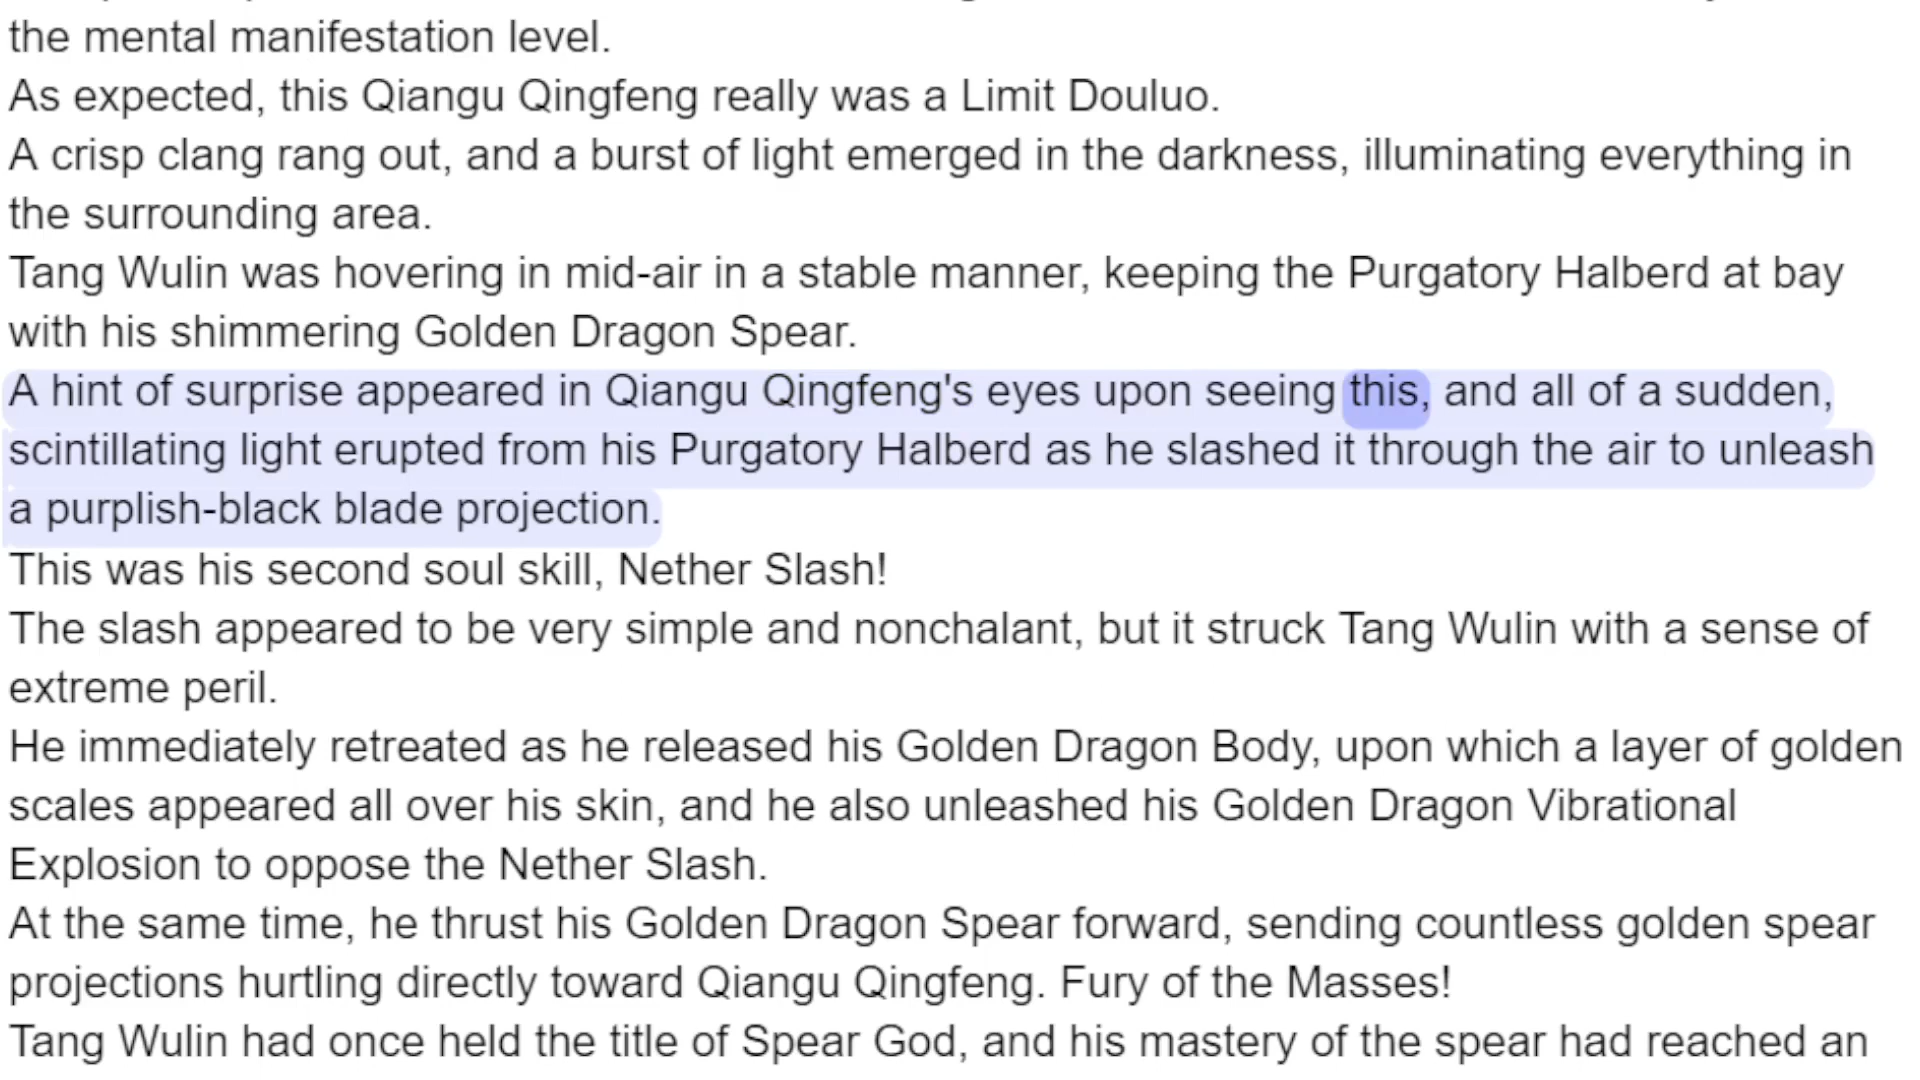 the mental manifestation level.
As expected, this Qiangu Qingfeng really was a Limit Douluo.
A crisp clang rang out, and a burst of light emerged in the darkness, illuminating everything in
the surrounding area.
Tang Wulin was hovering in mid-air in a stable manner, keeping the Purgatory Halberd at bay
with his shimmering Golden Dragon Spear.
A hint of surprise appeared in Qiangu Qingfeng's eyes upon seeing this, and all of a sudden,
scintillating light erupted from his Purgatory Halberd as he slashed it through the air to unleash
a purplish-black blade projection.
This was his second soul skill, Nether Slash!
The slash appeared to be very simple and nonchalant, but it struck Tang Wulin with a sense of
extreme peril.
He immediately retreated as he released his Golden Dragon Body, upon which a layer of golden
scales appeared all over his skin, and he also unleashed his Golden Dragon Vibrational
Explosion to oppose the Nether Slash.
At the same time, he thrust his Golden Dragon Spear forward, sending countless golden spear
projections hurtling directly toward Qiangu Qingfeng. Fury of the Masses!
Tang Wulin had once held the title of Spear God, and his mastery of the spear had reached an